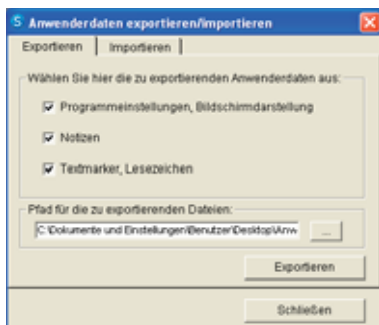 Anwenderdaten exportieren/importieren
Exportieren Importieren
Wählen Sie hier die zu exportierenden Anwenderdaten aus:
Programmeinstellungen, Bildschirmdarstellung
Notizen
Textmarker, Lesezeichen
Pfad für die zu exportierenden Dateien:
C:\Dokumente und Einstellungen\Benutzer\Desktop\Anw
...
Exportieren
Schließen